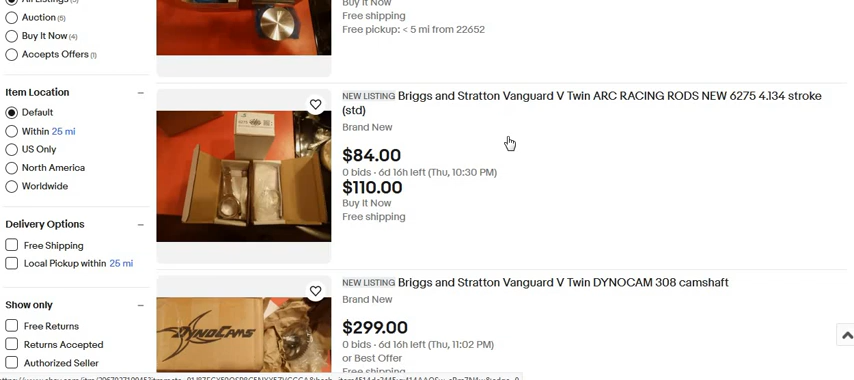 Auction (5)
Buy It Now (4)
Accepts Offers (1)
Item Location
Default
Within 25 mi
US Only
North America
Worldwide
Delivery Options
Free Shipping
Local Pickup within 25 mi
Show only
Free Returns
Returns Accepted
Authorized Seller
Buy It Now
Free shipping
Free pickup: < 5 mi from 22652
NEW LISTING Briggs and Stratton Vanguard V Twin ARC RACING RODS NEW 6275 4.134 stroke
(std)
Brand New
$84.00
0 bids · 6d 16h left (Thu, 10:30 PM)
$110.00
Buy It Now
Free shipping
NEW LISTING Briggs and Stratton Vanguard V Twin DYNOCAM 308 camshaft
Brand New
$299.00
0 bids · 6d 16h left (Thu, 11:02 PM)
or Best Offer
Free shipping
DYNOCAMS